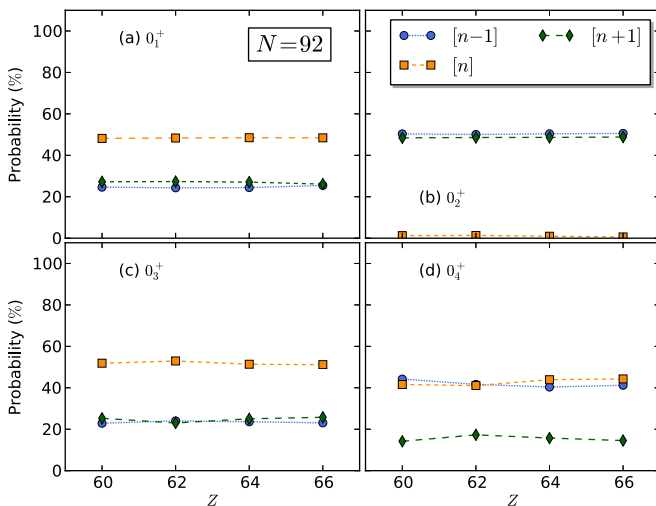 (a) 0₁⁺
N=92
Probability (%)
100
80
60
40
20
0
[n−1]
[n+1]
[n]
(b) 0₂⁺
(c) 0₃⁺
Probability (%)
100
80
60
40
20
0
60 62 64 66
Z
(d) 0₄⁺
60 62 64 66
Z